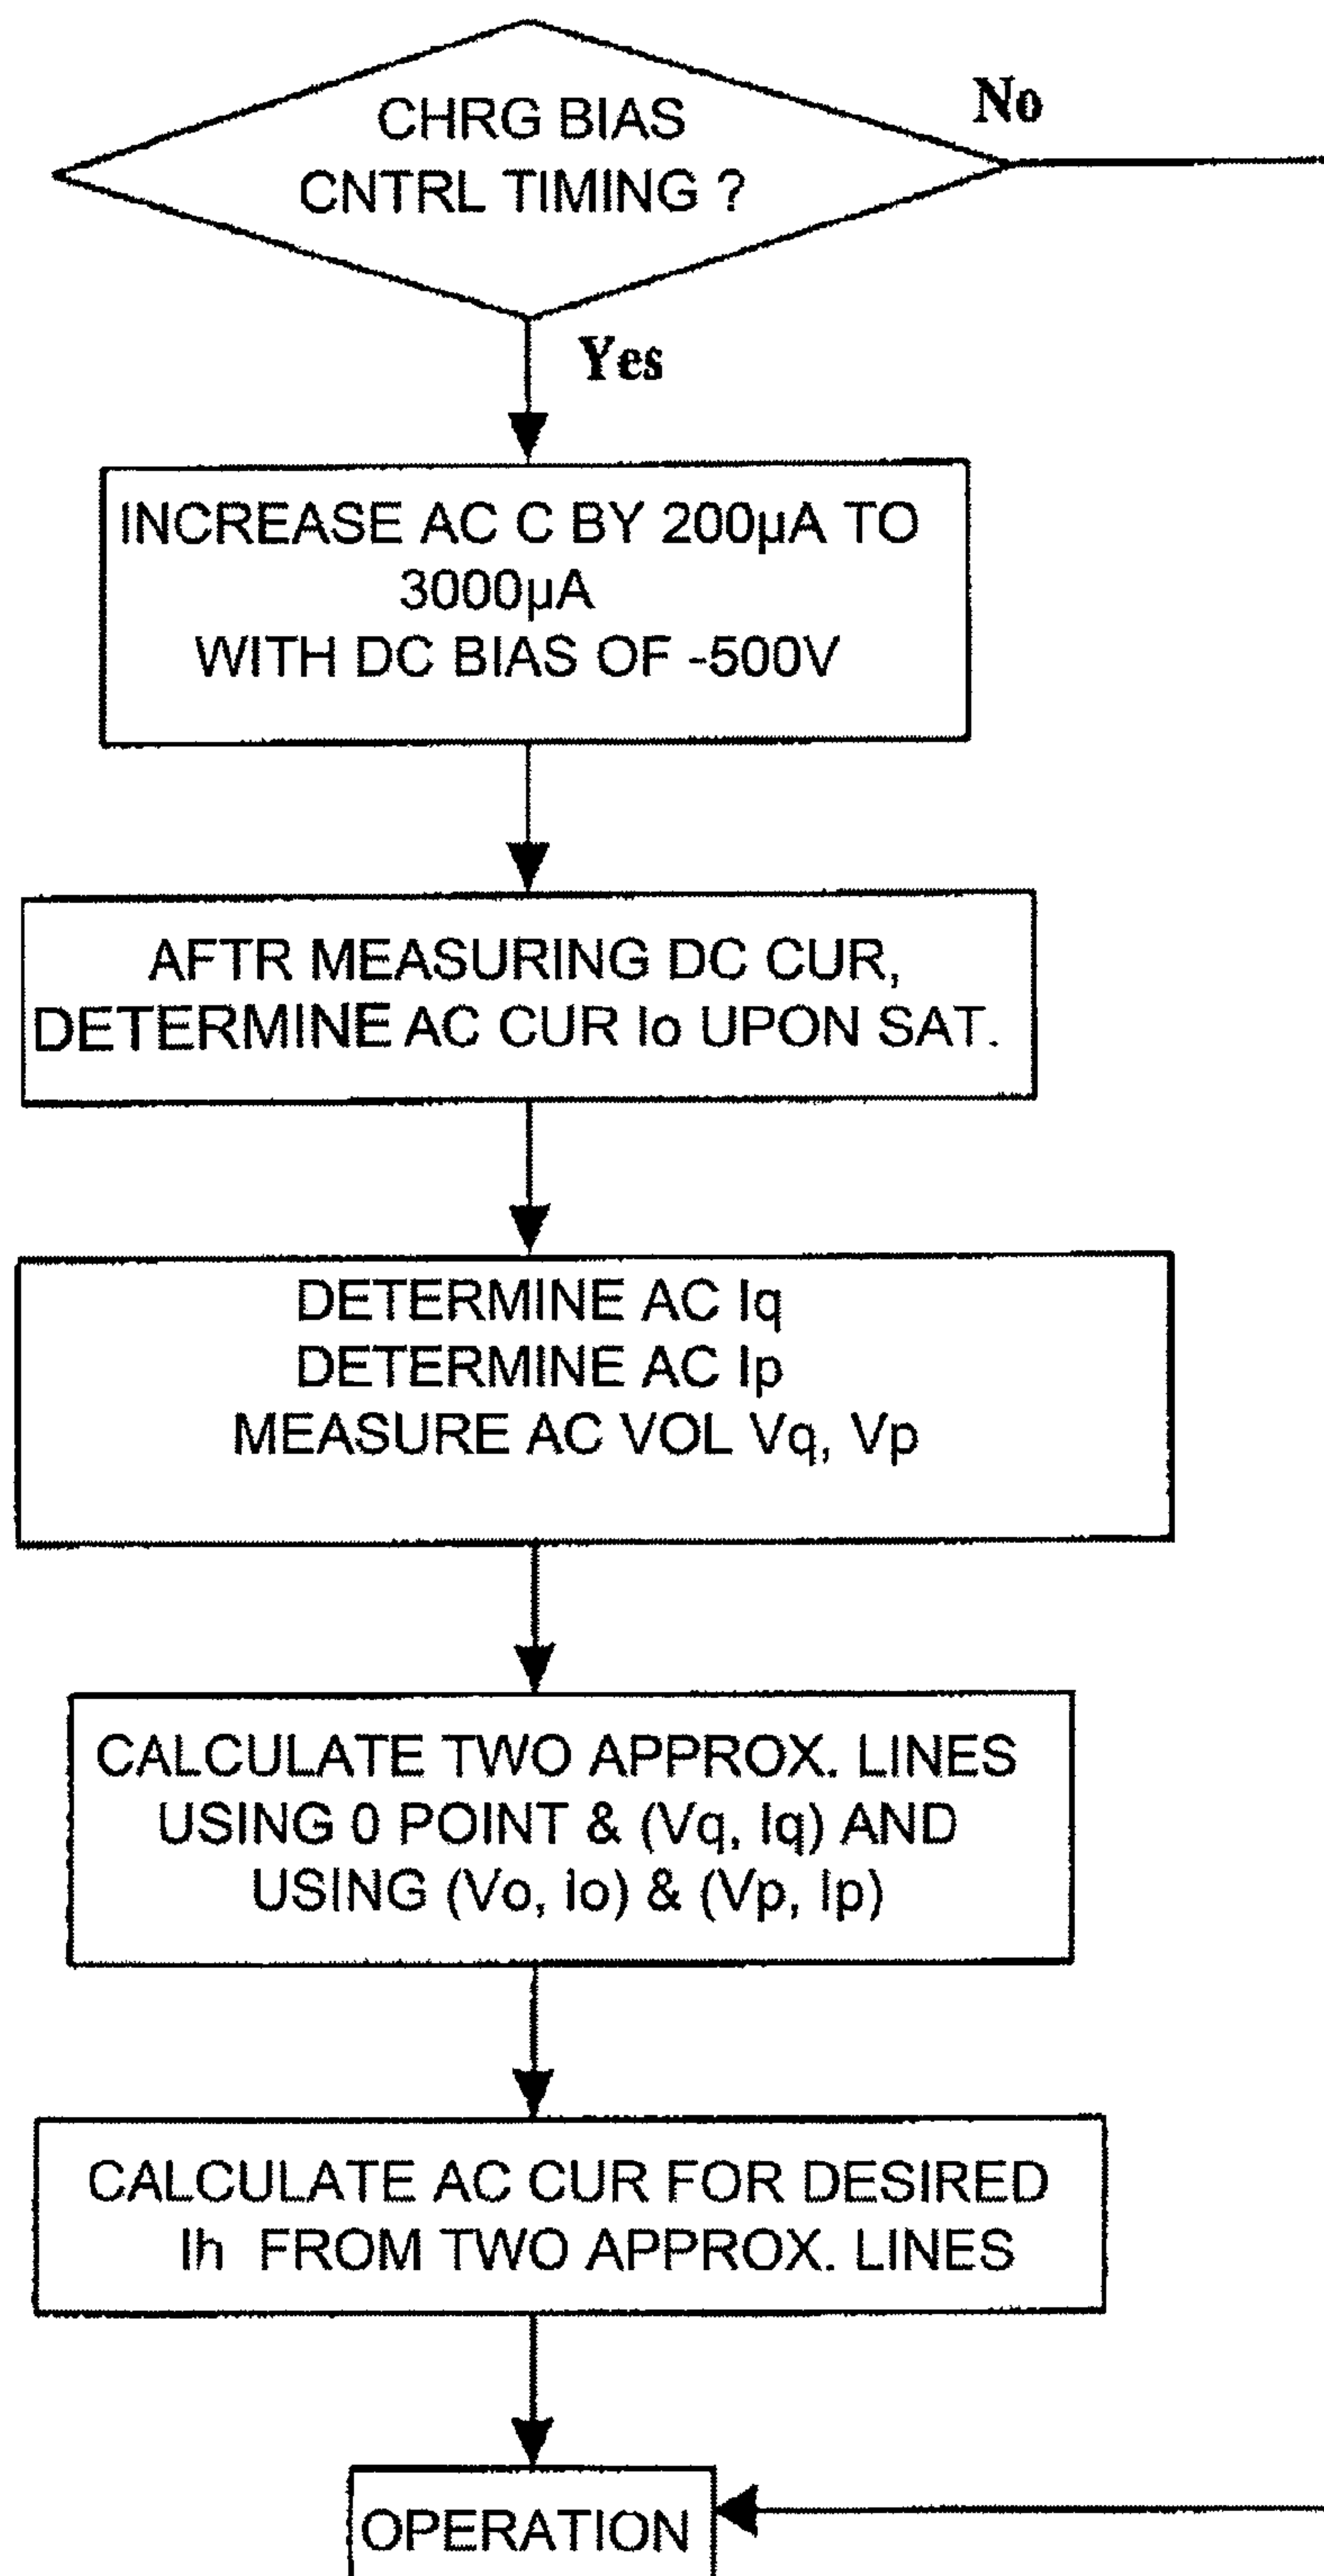 CHRG BIAS
CNTRL TIMING ?
No
Yes
INCREASE AC C BY 200µA TO
3000µA
WITH DC BIAS OF -500V
AFTR MEASURING DC CUR,
DETERMINE AC CUR Io UPON SAT.
DETERMINE AC Iq
DETERMINE AC Ip
MEASURE AC VOL Vq, Vp
CALCULATE TWO APPROX. LINES
USING 0 POINT & (Vq, Iq) AND
USING (Vo, Io) & (Vp, Ip)
CALCULATE AC CUR FOR DESIRED
Ih FROM TWO APPROX. LINES
OPERATION